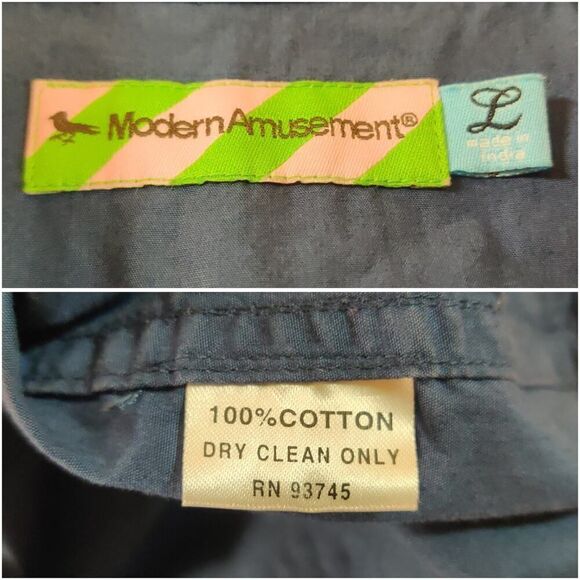 ModernAmusement®
L
made in
india
100%COTTON
DRY CLEAN ONLY
RN 93745